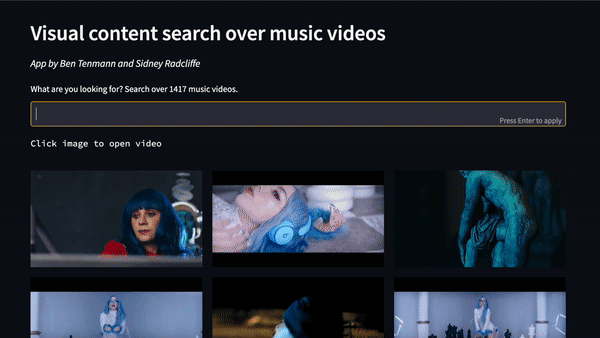 Visual content search over music videos
App by Ben Tenmann and Sidney Radcliffe
What are you looking for? Search over 1417 music videos.
Press Enter to apply
Click image to open video